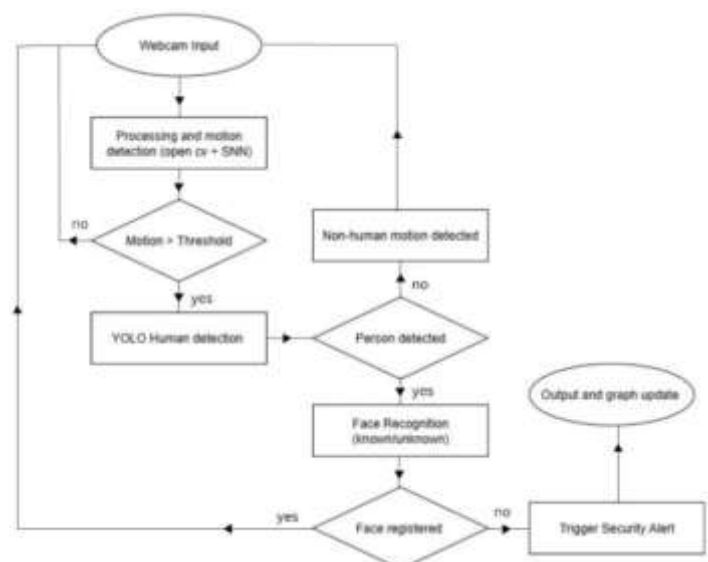 Webcam Input
Processing and motion
detection (open cv + SNN)
no
Motion > Threshold
Non-human motion detected
yes
no
YOLO Human detection
Person detected
yes
Output and graph update
Face Recognition
(known/unknown)
yes
no
Face registered
Trigger Security Alert